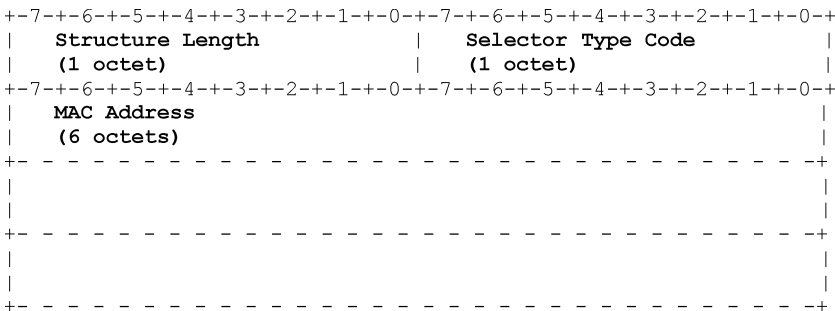 +-7-+-6-+-5-+-4-+-3-+-2-+-1-+-0-+-7-+-6-+-5-+-4-+-3-+-2-+-1-+-0-+
| Structure Length | Selector Type Code |
| (1 octet) | (1 octet) |
+-7-+-6-+-5-+-4-+-3-+-2-+-1-+-0-+-7-+-6-+-5-+-4-+-3-+-2-+-1-+-0-+
| MAC Address |
| (6 octets) |
+- - - - - - - - - - - - - - - - - - - - - - - - - - - - - - - -+
| |
| |
+- - - - - - - - - - - - - - - - - - - - - - - - - - - - - - - -+
| |
| |
+- - - - - - - - - - - - - - - - - - - - - - - - - - - - - - - -+